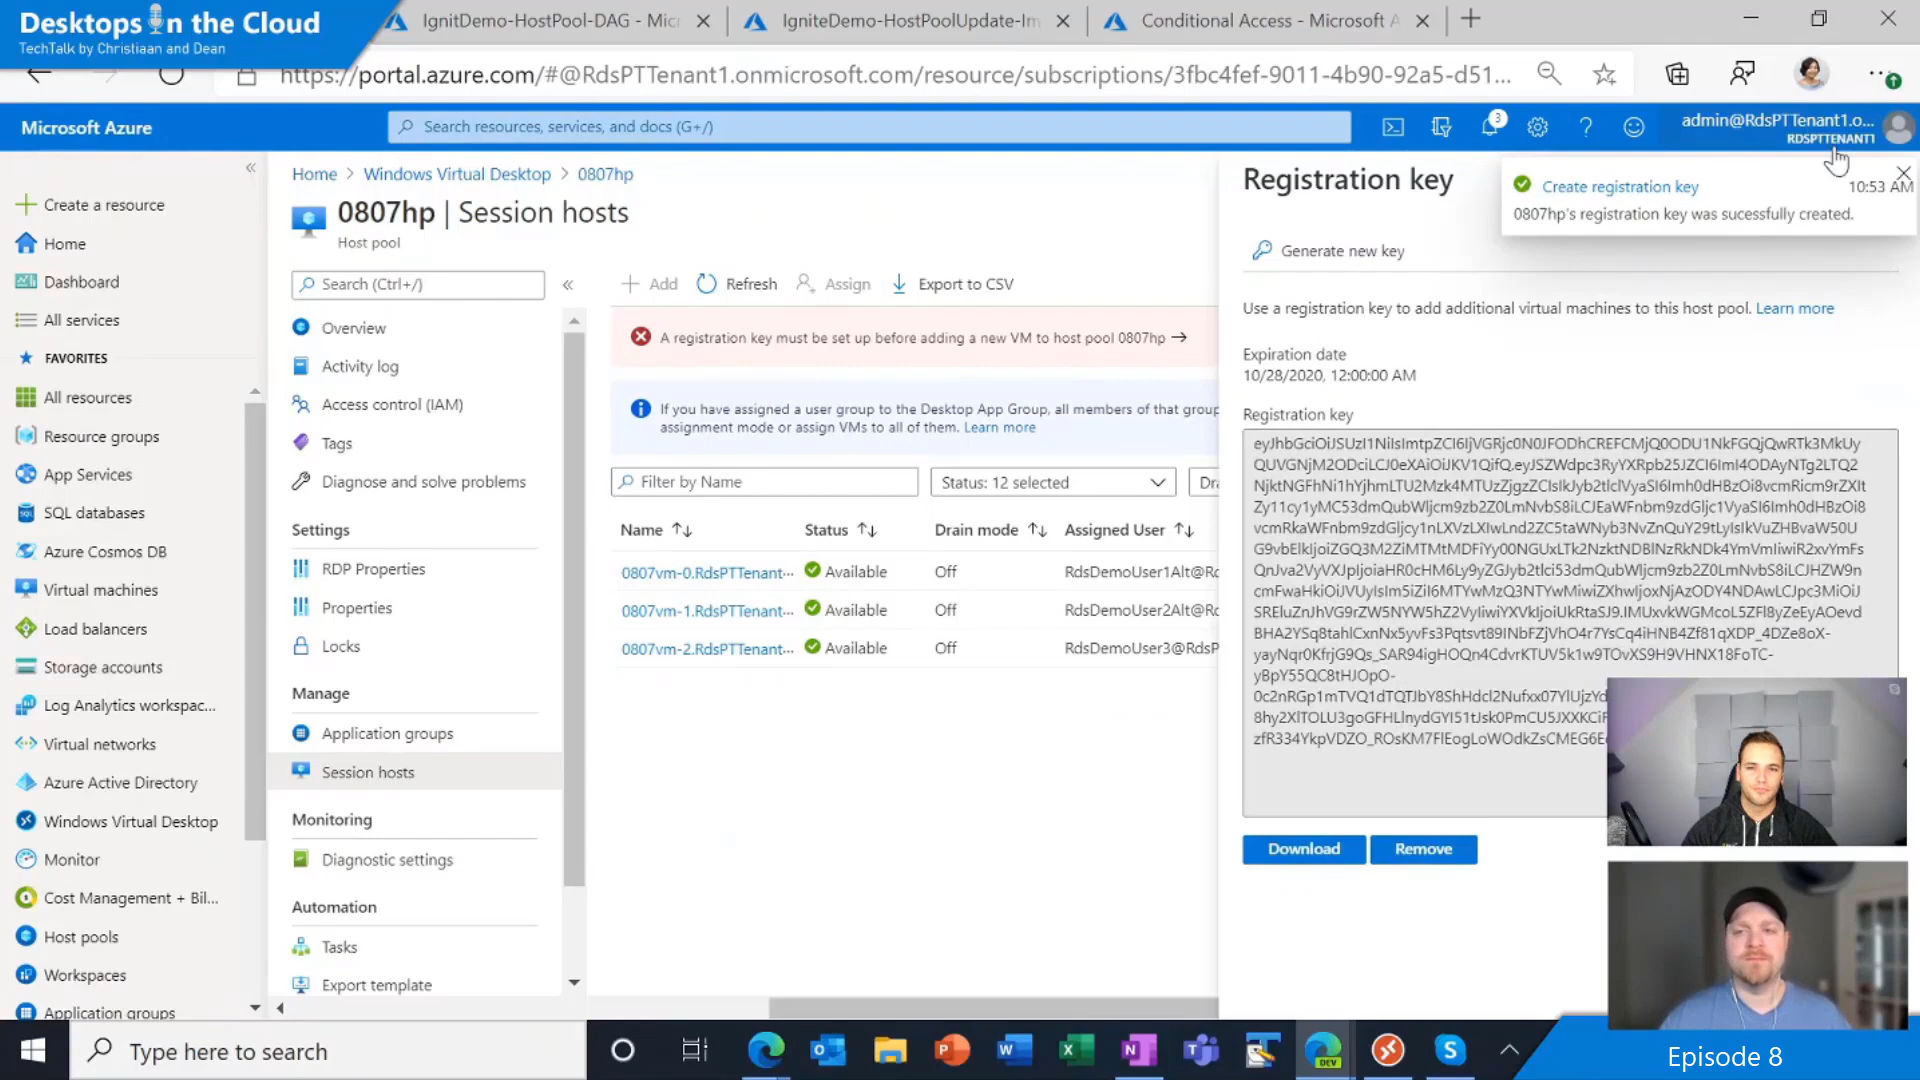 Desktops in the Cloud
TechTalk by Christiaan and Dean
IgnitDemo-HostPool-DAG - Micr
IgniteDemo-HostPoolUpdate-Im
Conditional Access - Microsoft A
https://portal.azure.com/#@RdsPTTenant1.onmicrosoft.com/resource/subscriptions/3fbc4fef-9011-4b90-92a5-d51...
Microsoft Azure
Search resources, services, and docs (G+/)
3
admin@RdsPTTenant1.o...
RDSPTTENANT1
Create a resource
Home
Dashboard
All services
FAVORITES
All resources
Resource groups
App Services
SQL databases
Azure Cosmos DB
Virtual machines
Load balancers
Storage accounts
Log Analytics workspac...
Virtual networks
Azure Active Directory
Windows Virtual Desktop
Monitor
Cost Management + Bil...
Host pools
Workspaces
Application groups
Home > Windows Virtual Desktop > 0807hp
0807hp | Session hosts
Host pool
Search (Ctrl+/)
Overview
Activity log
Access control (IAM)
Tags
Diagnose and solve problems
Settings
RDP Properties
Properties
Locks
Manage
Application groups
Session hosts
Monitoring
Diagnostic settings
Automation
Tasks
Export template
Add Refresh Assign Export to CSV
A registration key must be set up before adding a new VM to host pool 0807hp →
If you have assigned a user group to the Desktop App Group, all members of that group
assignment mode or assign VMs to all of them. Learn more
Filter by Name
Status: 12 selected
Dra
Name Status Drain mode Assigned User
0807vm-0.RdsPTTenant... Available Off RdsDemoUser1Alt@Rd
0807vm-1.RdsPTTenant... Available Off RdsDemoUser2Alt@Rd
0807vm-2.RdsPTTenant... Available Off RdsDemoUser3@RdsP
Registration key
Create registration key
10:53 AM
0807hp's registration key was sucessfully created.
Generate new key
Use a registration key to add additional virtual machines to this host pool. Learn more
Expiration date
10/28/2020, 12:00:00 AM
Registration key
Download
Remove
Type here to search
DEV
Episode 8